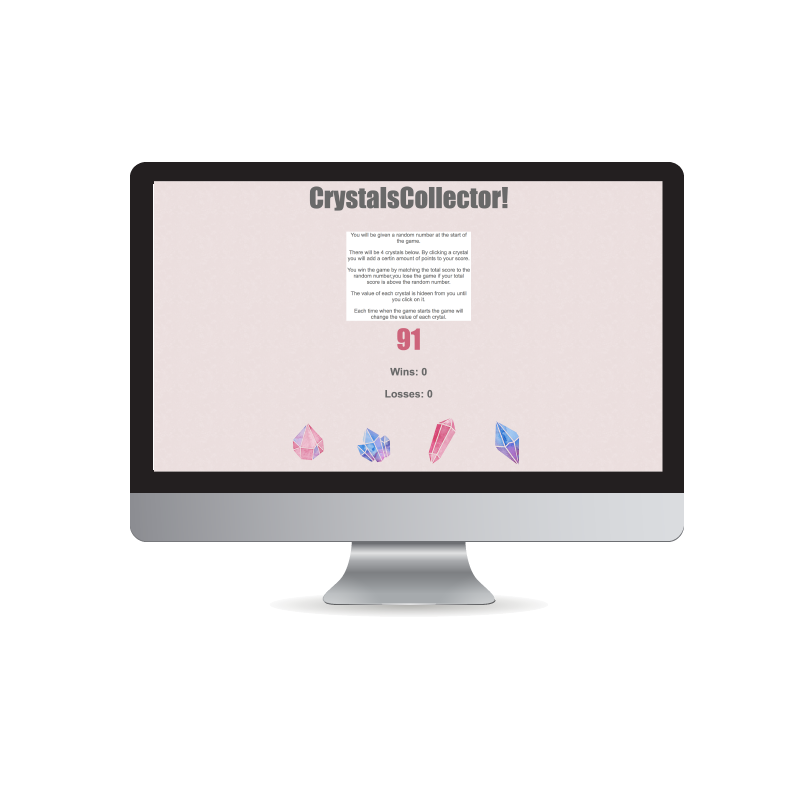 CrystalsCollector!
You will be given a random number at the start of
the game.
There will be 4 crystals below. By clicking a crystal
you will add a certin amount of points to your score.
You win the game by matching the total score to the
random number,you lose the game if your total
score is above the random number.
The value of each crystal is hideen from you until
you click on it.
Each time when the game starts the game will
change the value of each crytal.
91
Wins: 0
Losses: 0